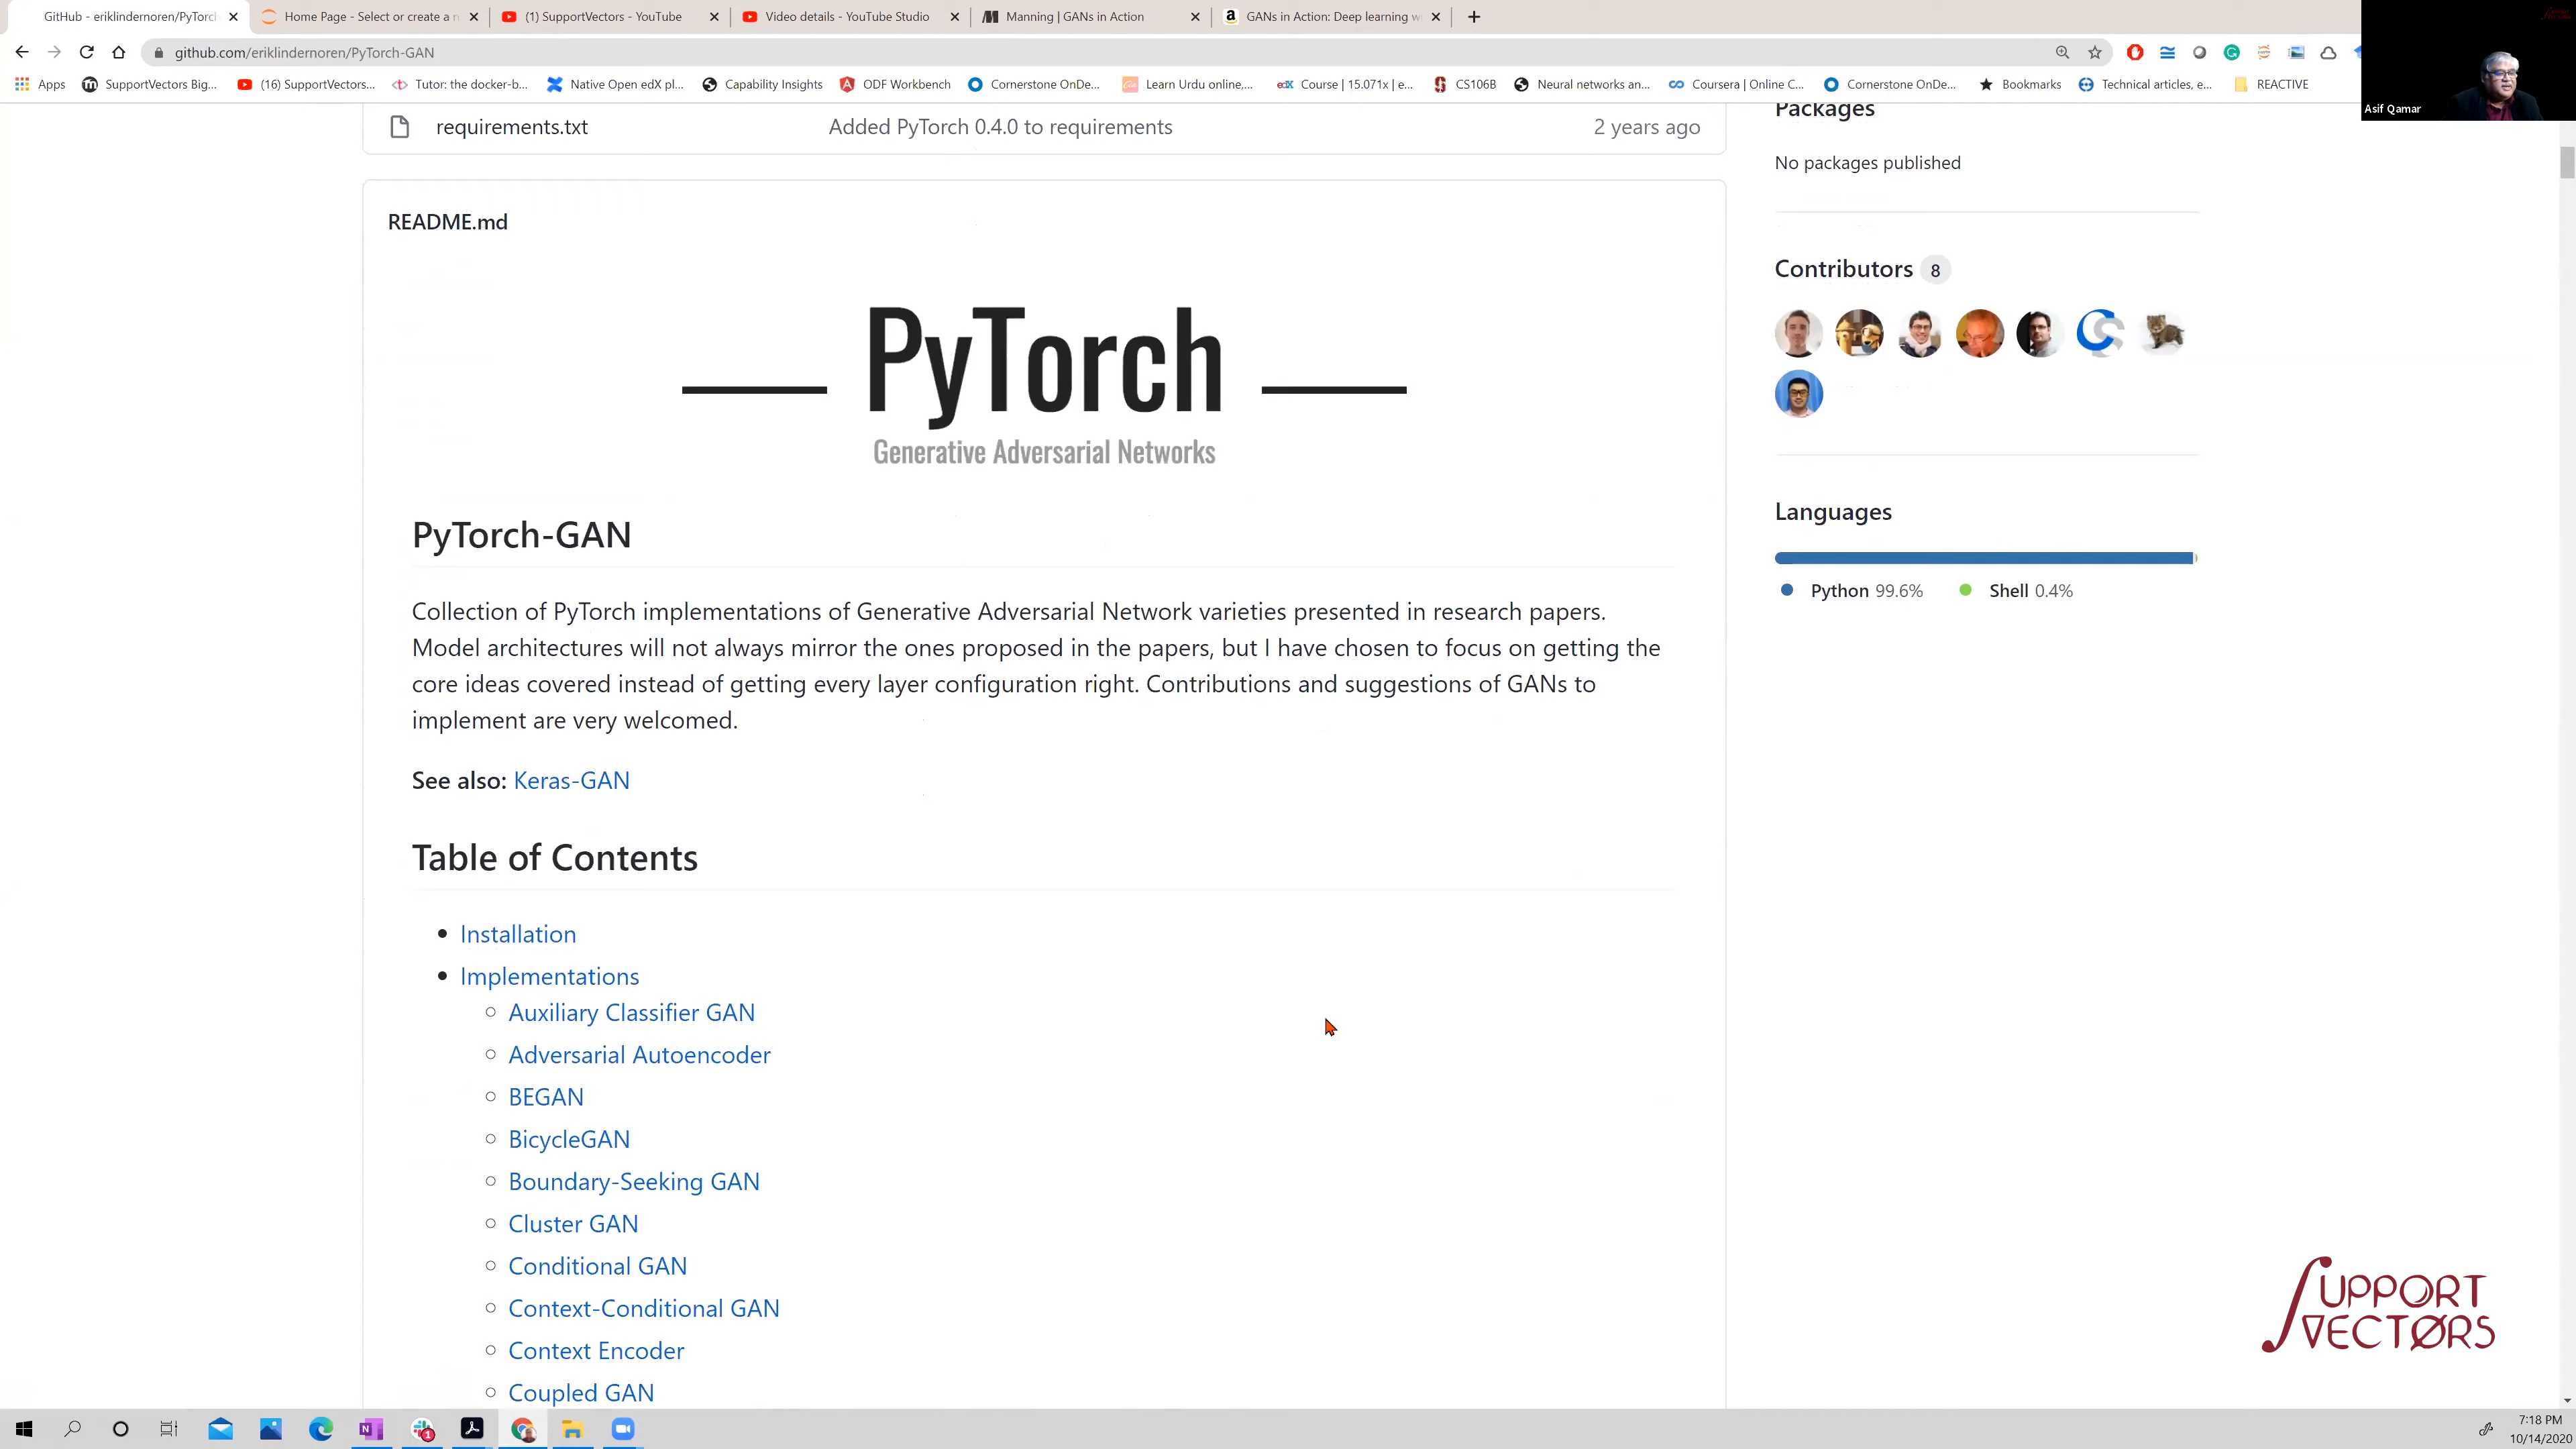 GitHub - eriklindernoren/PyTorch
Home Page - Select or create a n
(1) SupportVectors - YouTube
Video details - YouTube Studio
Manning | GANs in Action
GANs in Action: Deep learning w
github.com/eriklindernoren/PyTorch-GAN
Apps
SupportVectors Big...
(16) SupportVectors...
Tutor: the docker-b...
Native Open edX pl...
Capability Insights
ODF Workbench
Cornerstone OnDe...
Learn Urdu online,...
Course | 15.071x | e...
CS106B
Neural networks an...
Coursera | Online C...
Cornerstone OnDe...
Bookmarks
Technical articles, e...
REACTIVE
Asif Qamar
requirements.txt
Added PyTorch 0.4.0 to requirements
2 years ago
README.md
PyTorch
Generative Adversarial Networks
PyTorch-GAN
Collection of PyTorch implementations of Generative Adversarial Network varieties presented in research papers.
Model architectures will not always mirror the ones proposed in the papers, but I have chosen to focus on getting the
core ideas covered instead of getting every layer configuration right. Contributions and suggestions of GANs to
implement are very welcomed.
See also: Keras-GAN
Table of Contents
Installation
Implementations
Auxiliary Classifier GAN
Adversarial Autoencoder
BEGAN
BicycleGAN
Boundary-Seeking GAN
Cluster GAN
Conditional GAN
Context-Conditional GAN
Context Encoder
Coupled GAN
Packages
No packages published
Contributors 8
Languages
Python 99.6%
Shell 0.4%
SUPPORT
VECTORS
7:18 PM
10/14/2020